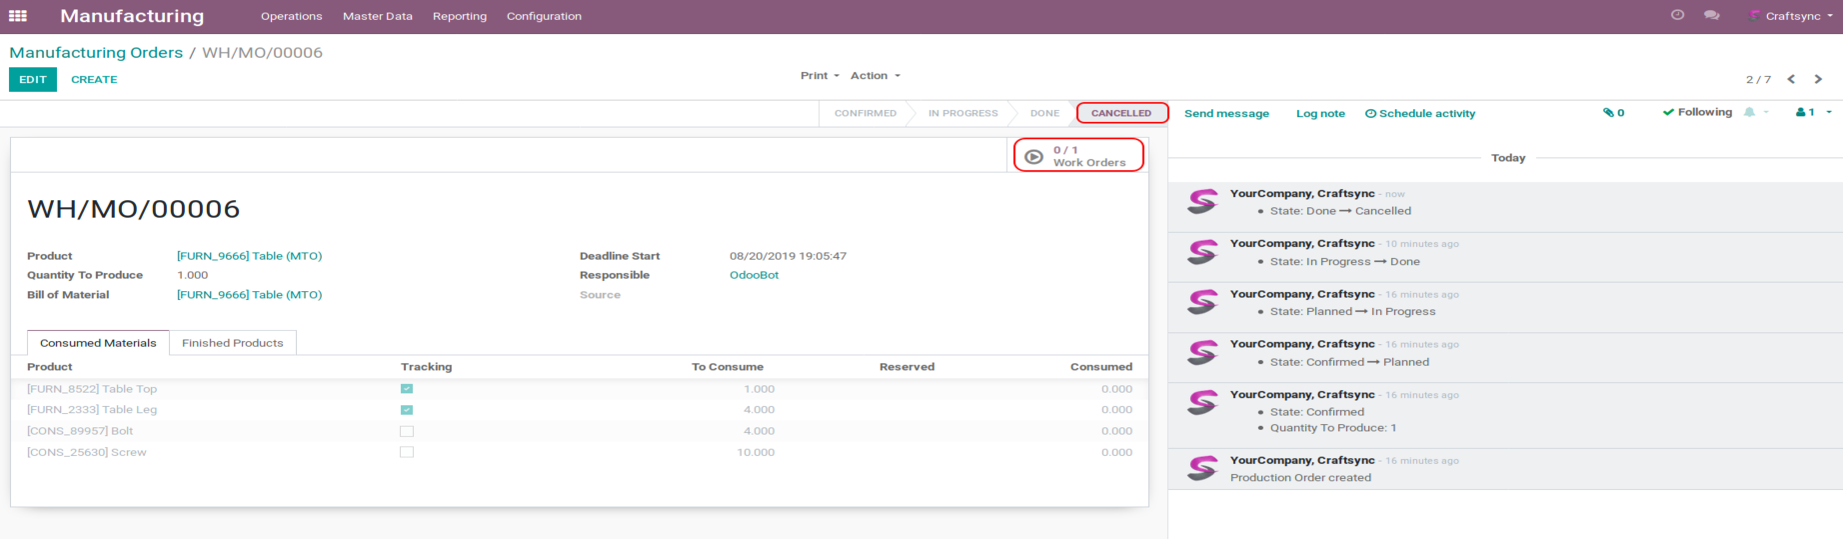 Manufacturing Operations Master Data Reporting Configuration Craftsync
Manufacturing Orders / WH/MO/00006
EDIT CREATE Print Action 2 / 7
CONFIRMED IN PROGRESS DONE CANCELLED
Send message Log note Schedule activity 0 Following 1
0 / 1
Work Orders
WH/MO/00006
Product [FURN_9666] Table (MTO) Deadline Start 08/20/2019 19:05:47
Quantity To Produce 1.000 Responsible OdooBot
Bill of Material [FURN_9666] Table (MTO) Source
Consumed Materials Finished Products
Product Tracking To Consume Reserved Consumed
[FURN_8522] Table Top 1.000 0.000
[FURN_2333] Table Leg 4.000 0.000
[CONS_89957] Bolt 4.000 0.000
[CONS_25630] Screw 10.000 0.000
Today
YourCompany, Craftsync - now
• State: Done → Cancelled
YourCompany, Craftsync - 10 minutes ago
• State: In Progress → Done
YourCompany, Craftsync - 16 minutes ago
• State: Planned → In Progress
YourCompany, Craftsync - 16 minutes ago
• State: Confirmed → Planned
YourCompany, Craftsync - 16 minutes ago
• State: Confirmed
• Quantity To Produce: 1
YourCompany, Craftsync - 16 minutes ago
Production Order created